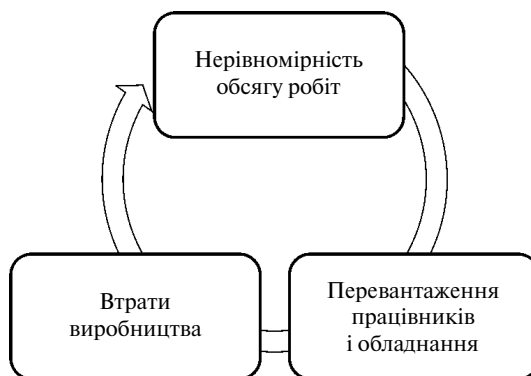 Нерівномірність
обсягу робіт
Втрати
виробництва
Перевантаження
працівників
і обладнання